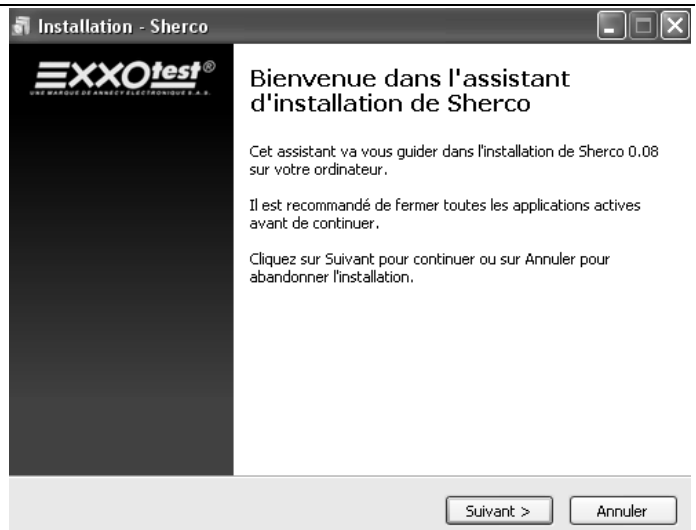 Installation - Sherco
EXXOtest®
UNE MARQUE DE ANNECY ELECTRONIQUE S.A.S.
Bienvenue dans l'assistant
d'installation de Sherco
Cet assistant va vous guider dans l'installation de Sherco 0.08
sur votre ordinateur.
Il est recommandé de fermer toutes les applications actives
avant de continuer.
Cliquez sur Suivant pour continuer ou sur Annuler pour
abandonner l'installation.
Suivant >
Annuler